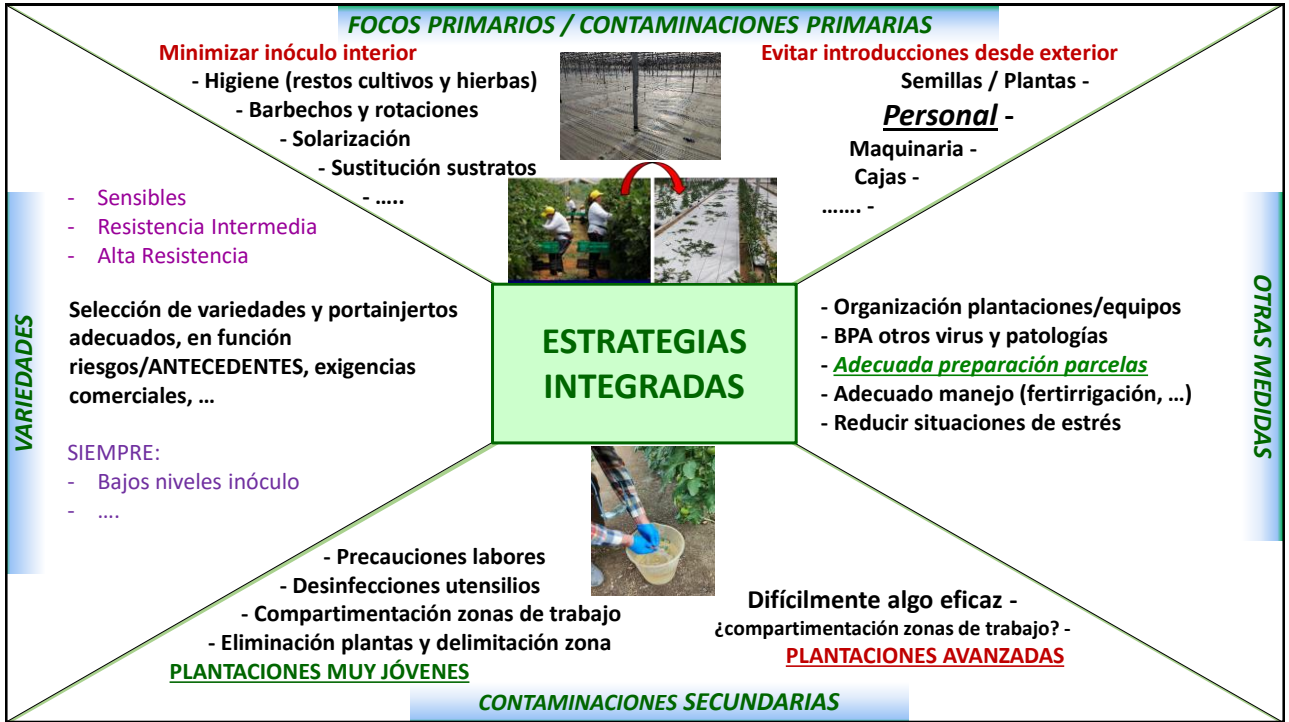 FOCOS PRIMARIOS / CONTAMINACIONES PRIMARIAS
Minimizar inóculo interior
- Higiene (restos cultivos y hierbas)
- Barbechos y rotaciones
- Solarización
- Sustitución sustratos
- .....
Evitar introducciones desde exterior
Semillas / Plantas -
Personal -
Maquinaria -
Cajas -
....... -
VARIEDADES
- Sensibles
- Resistencia Intermedia
- Alta Resistencia
Selección de variedades y portainjertos
adecuados, en función
riesgos/ANTECEDENTES, exigencias
comerciales, ...
SIEMPRE:
- Bajos niveles inóculo
- ....
ESTRATEGIAS
INTEGRADAS
- Organización plantaciones/equipos
- BPA otros virus y patologías
- Adecuada preparación parcelas
- Adecuado manejo (fertirrigación, ...)
- Reducir situaciones de estrés
OTRAS MEDIDAS
- Precauciones labores
- Desinfecciones utensilios
- Compartimentación zonas de trabajo
- Eliminación plantas y delimitación zona
PLANTACIONES MUY JÓVENES
Difícilmente algo eficaz -
¿compartimentación zonas de trabajo? -
PLANTACIONES AVANZADAS
CONTAMINACIONES SECUNDARIAS